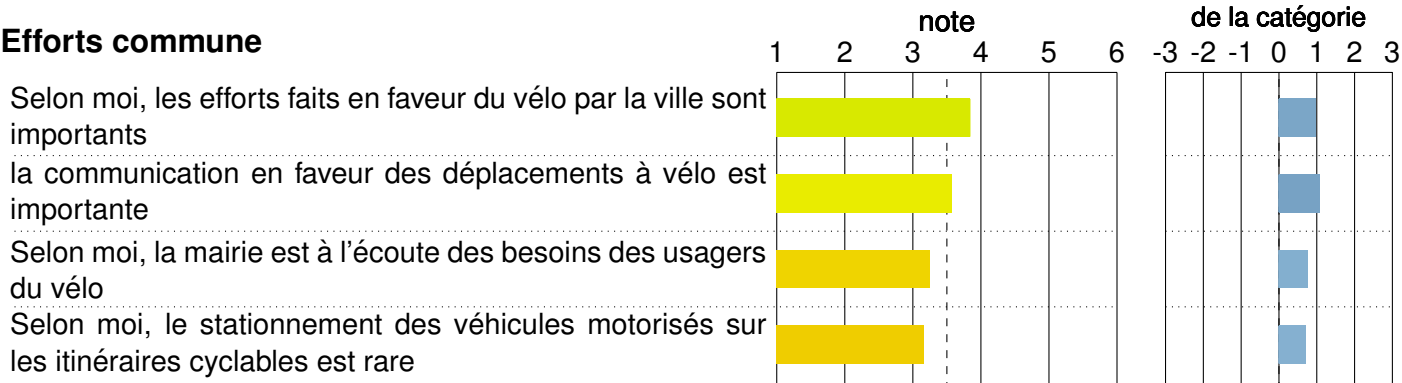 note
de la catégorie
Efforts commune
1 2 3 4 5 6
-3 -2 -1 0 1 2 3
Selon moi, les efforts faits en faveur du vélo par la ville sont
importants
la communication en faveur des déplacements à vélo est
importante
Selon moi, la mairie est à l'écoute des besoins des usagers
du vélo
Selon moi, le stationnement des véhicules motorisés sur
les itinéraires cyclables est rare